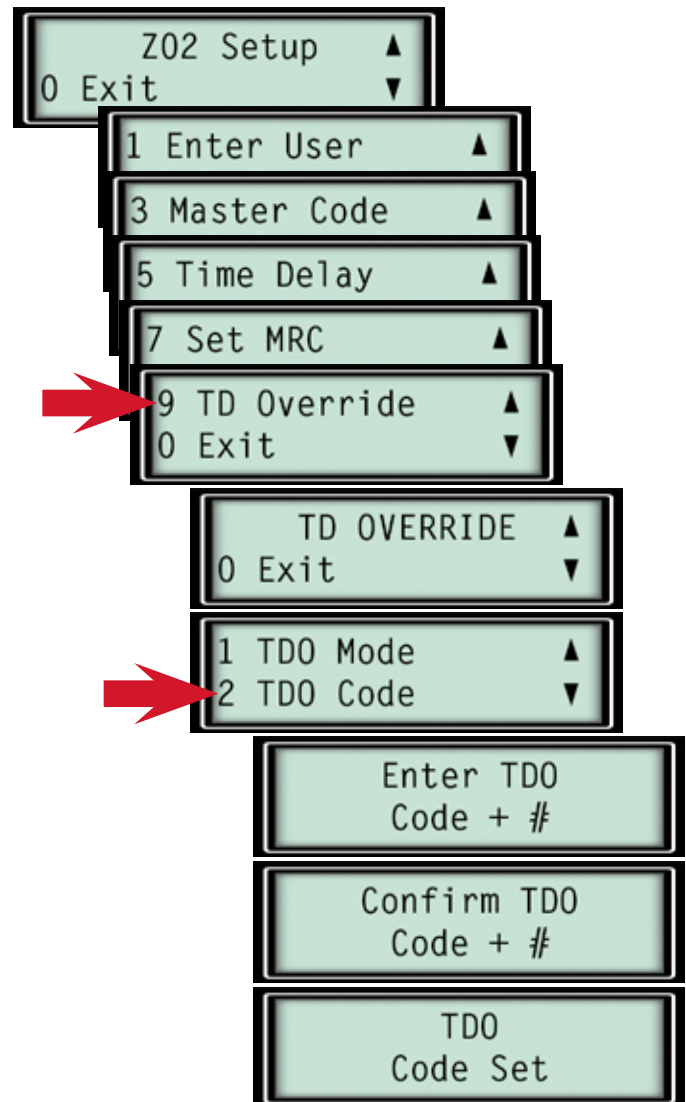 ZO2 Setup ▲
0 Exit ▼
1 Enter User ▲
3 Master Code ▲
5 Time Delay ▲
7 Set MRC ▲
9 TD Override ▲
0 Exit ▼
TD OVERRIDE ▲
0 Exit ▼
1 TDO Mode ▲
2 TDO Code ▼
Enter TDO
Code + #
Confirm TDO
Code + #
TDO
Code Set